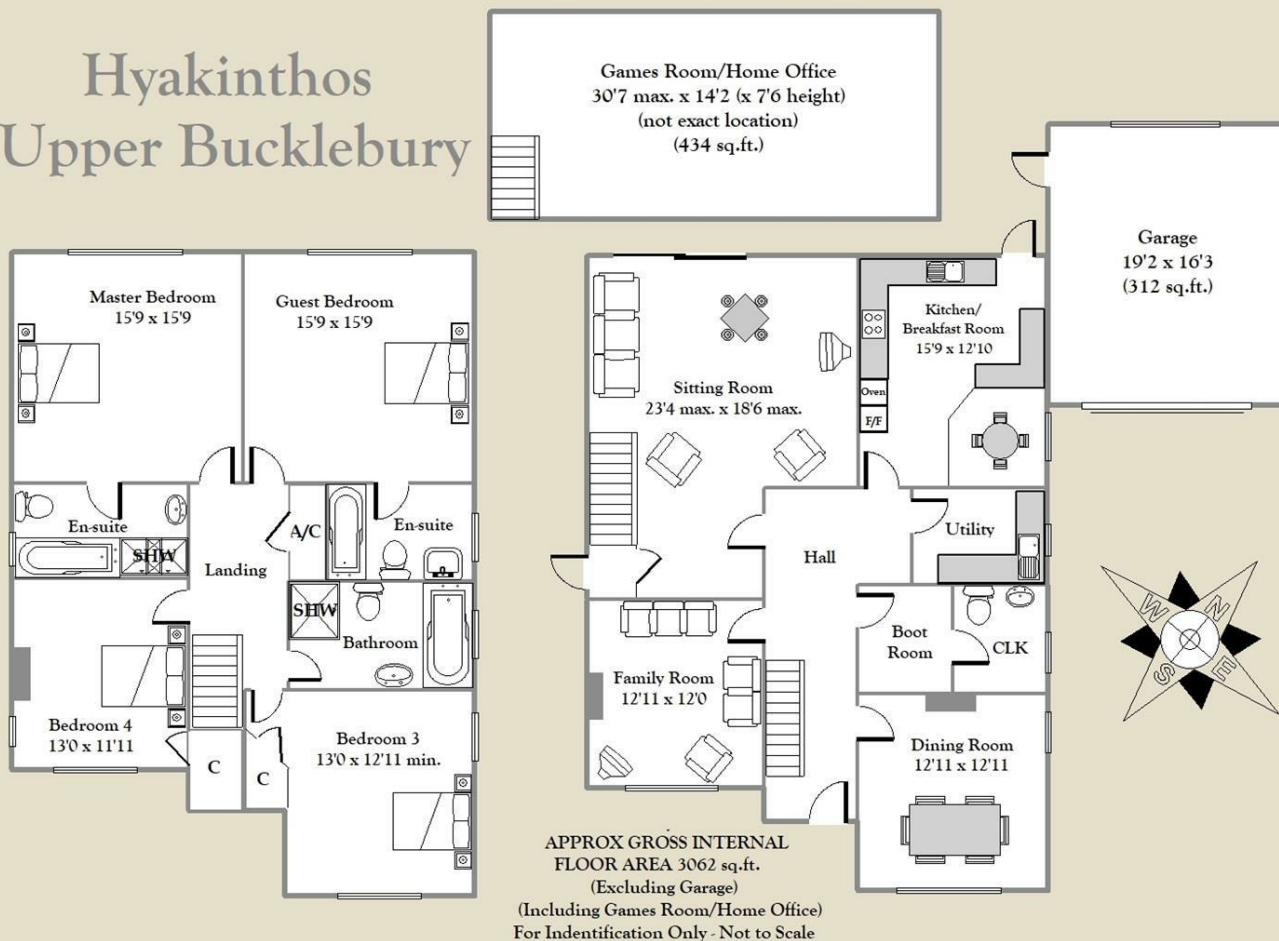 Hyakinthos
Upper Bucklebury
Games Room/Home Office
30'7 max. x 14'2 (x 7'6 height)
(not exact location)
(434 sq.ft.)
Garage
19'2 x 16'3
(312 sq.ft.)
Master Bedroom
15'9 x 15'9
Guest Bedroom
15'9 x 15'9
En-suite
SHW
Landing
A/C
En-suite
SHW
Bathroom
Bedroom 4
13'0 x 11'11
C
C
Bedroom 3
13'0 x 12'11 min.
Sitting Room
23'4 max. x 18'6 max.
Kitchen/
Breakfast Room
15'9 x 12'10
Oven
F/F
Hall
Utility
Boot
Room
CLK
Family Room
12'11 x 12'0
Dining Room
12'11 x 12'11
W
N
S
E
APPROX GROSS INTERNAL
FLOOR AREA 3062 sq.ft.
(Excluding Garage)
(Including Games Room/Home Office)
For Indentification Only - Not to Scale